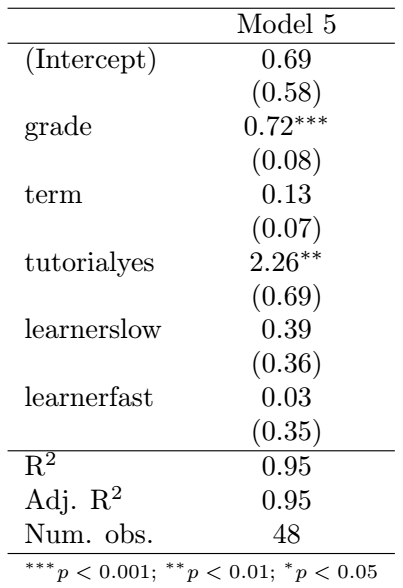 Model 5
(Intercept) 0.69
(0.58)
grade 0.72***
(0.08)
term 0.13
(0.07)
tutorialyes 2.26**
(0.69)
learnerslow 0.39
(0.36)
learnerfast 0.03
(0.35)
R² 0.95
Adj. R² 0.95
Num. obs. 48
***p < 0.001; **p < 0.01; *p < 0.05